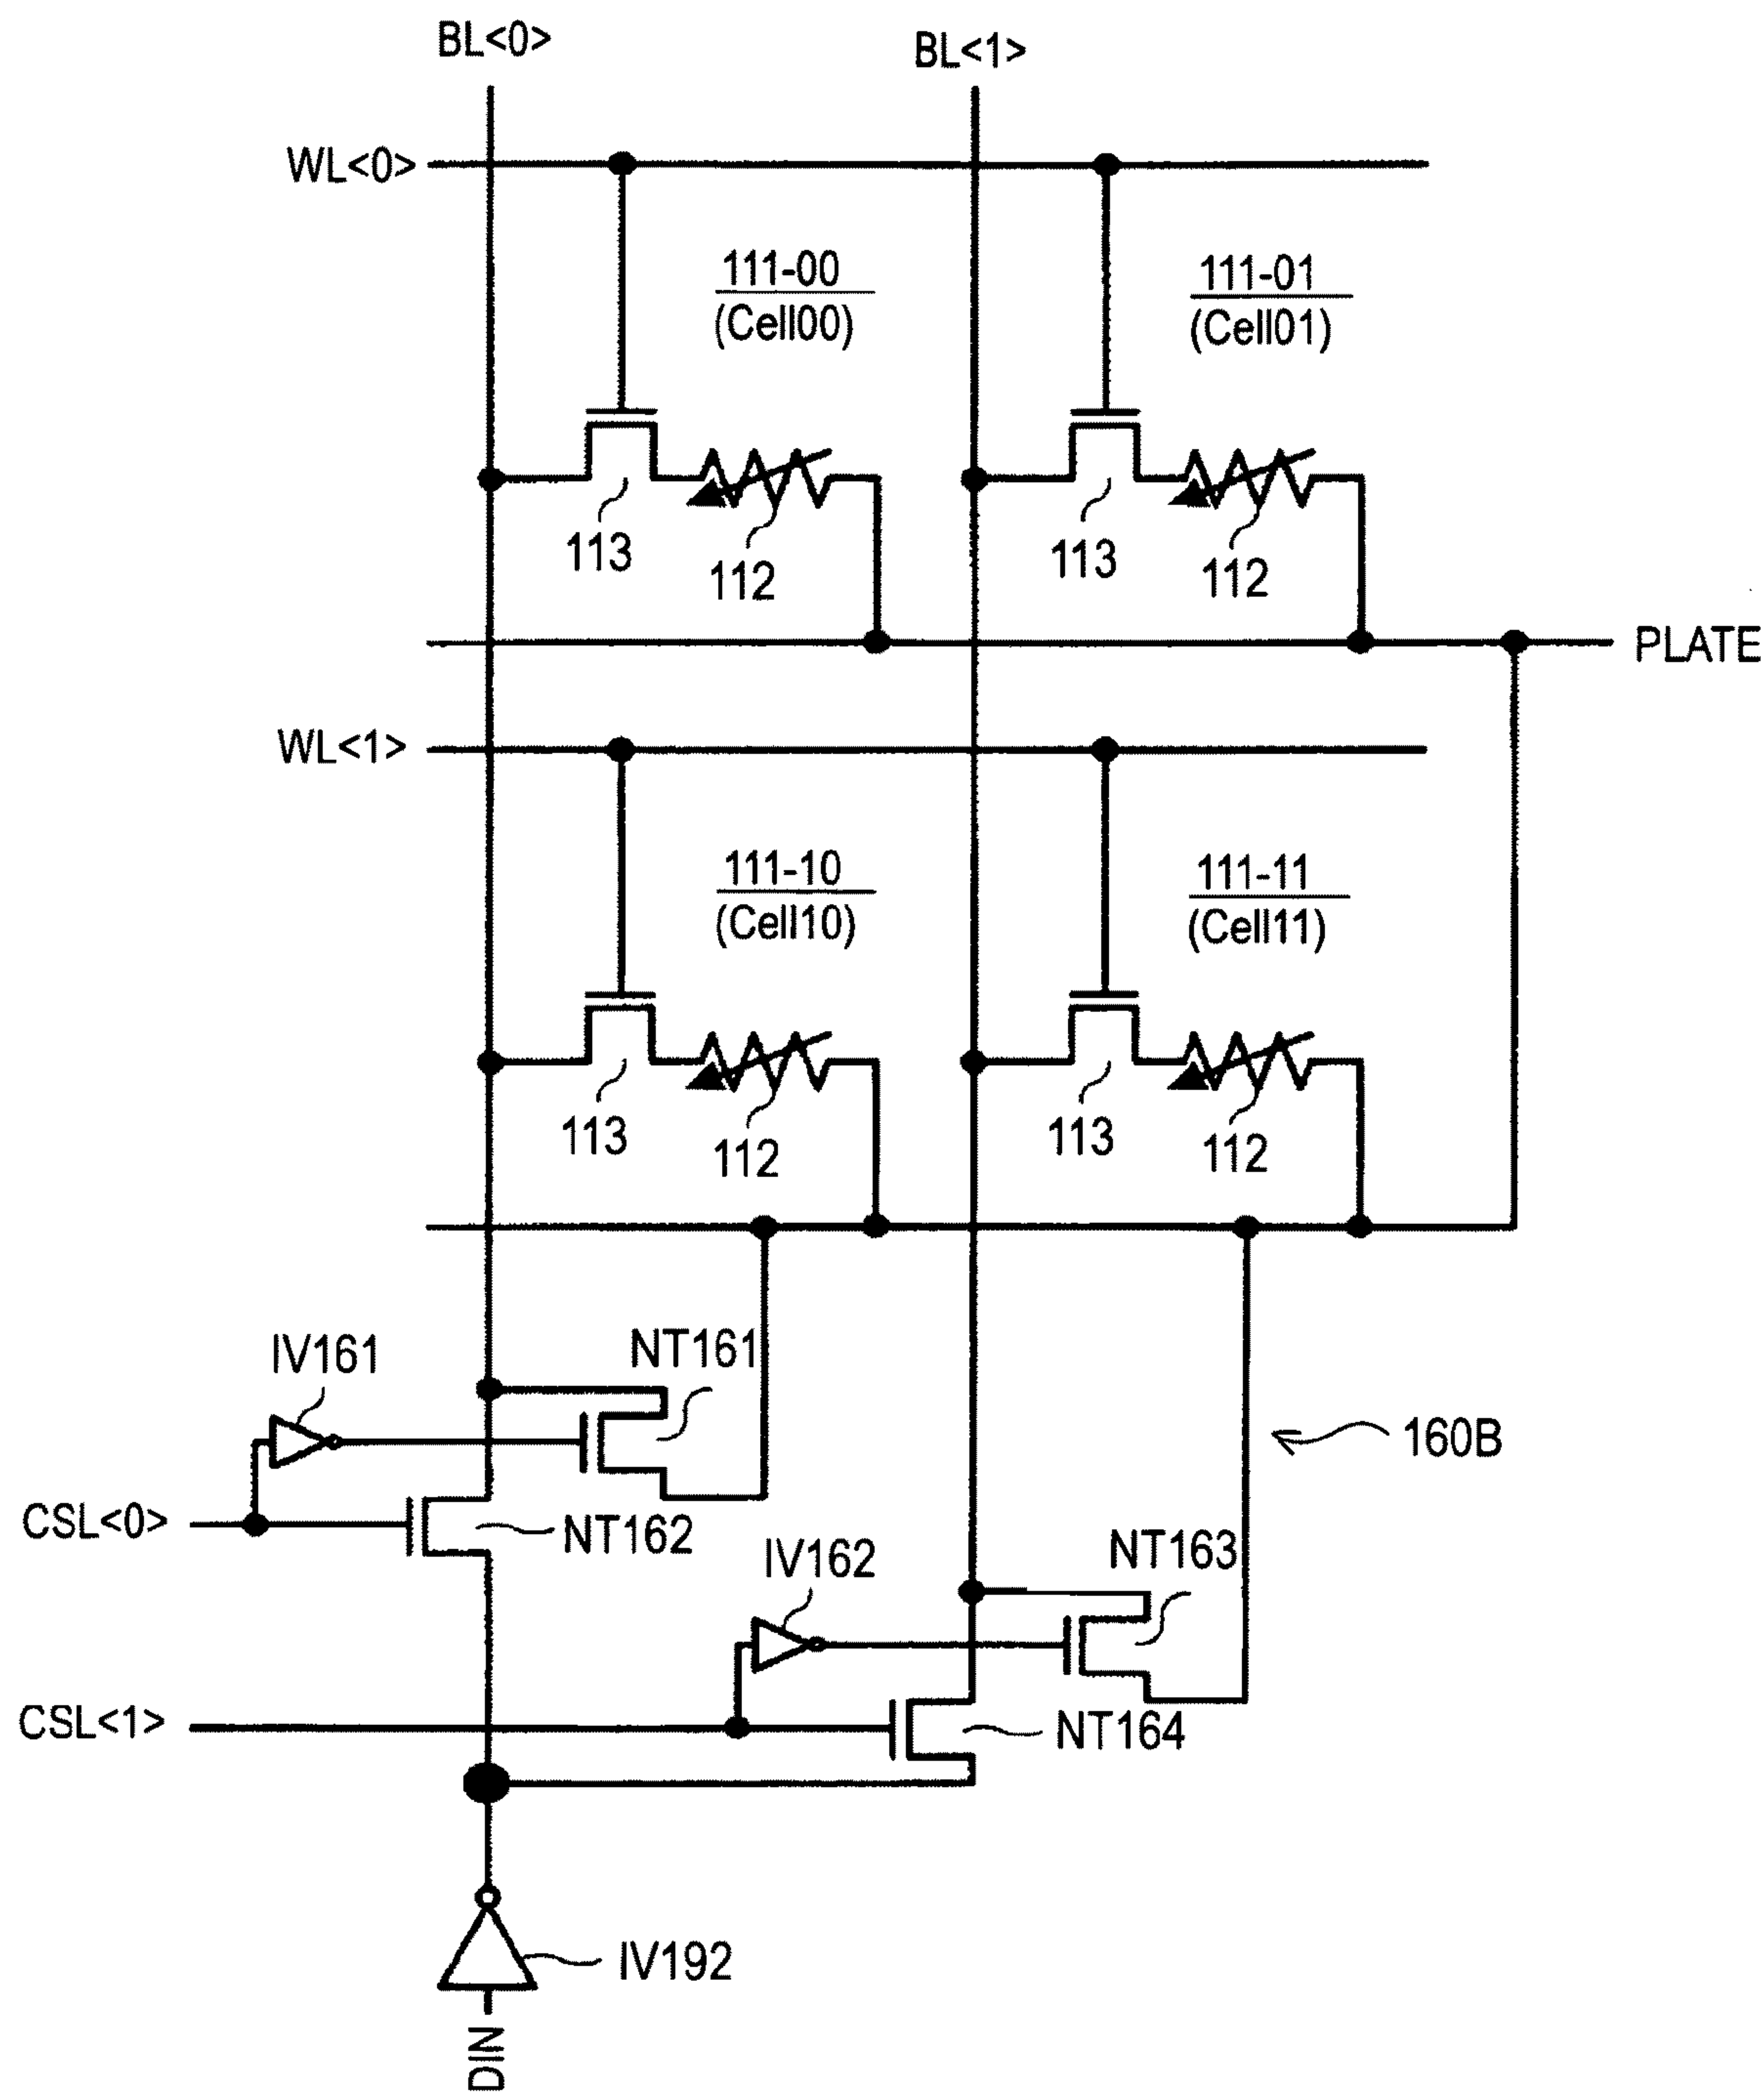 BL<0>
BL<1>
WL<0>
111-00
(Cell00)
111-01
(Cell01)
113
112
113
112
PLATE
WL<1>
111-10
(Cell10)
111-11
(Cell11)
113
112
113
112
IV161
NT161
160B
CSL<0>
NT162
IV162
NT163
CSL<1>
NT164
IV192
DIN